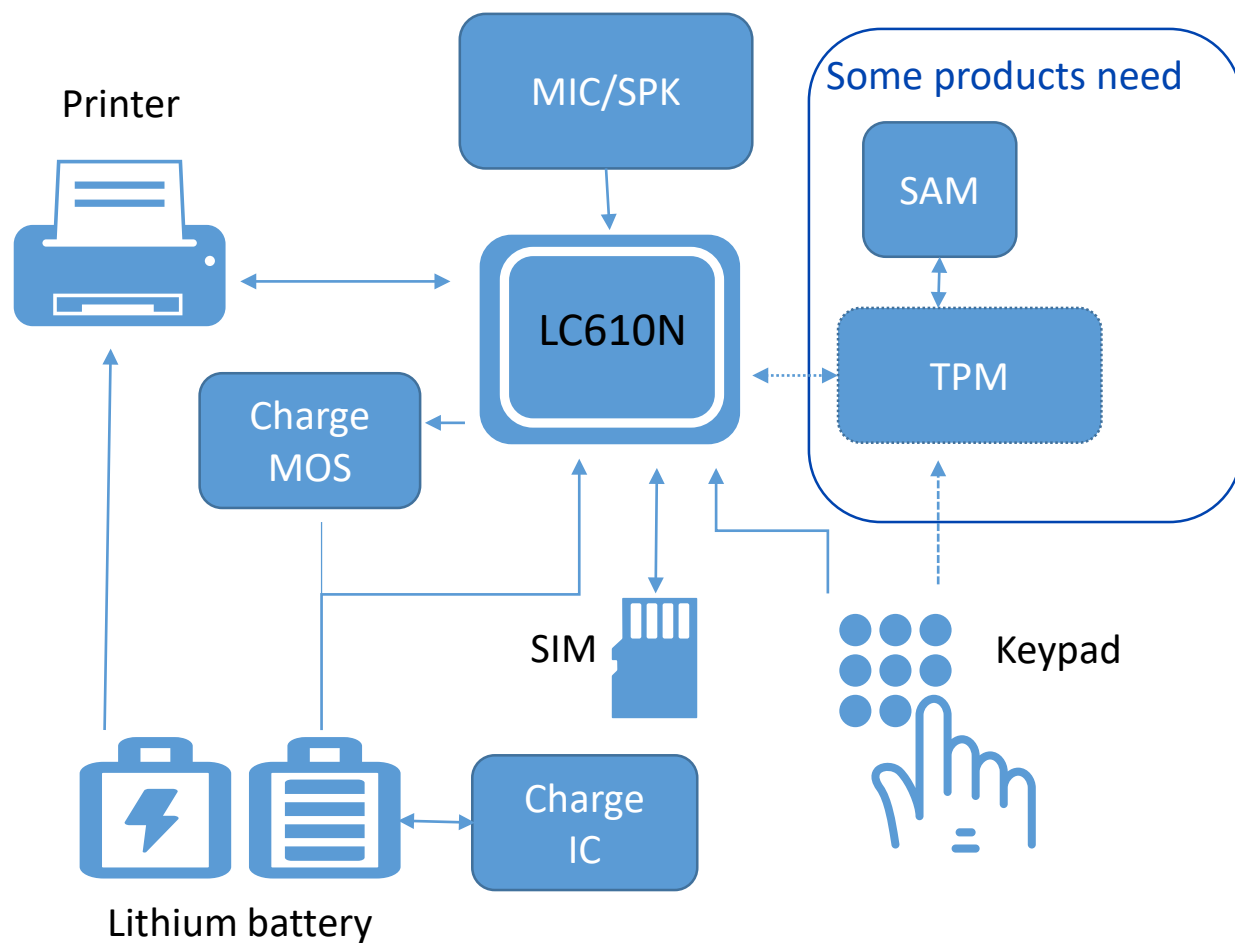 Some products need
MIC/SPK
Printer
SAM
LC610N
TPM
Charge
MOS
SIM
Keypad
Charge
IC
Lithium battery